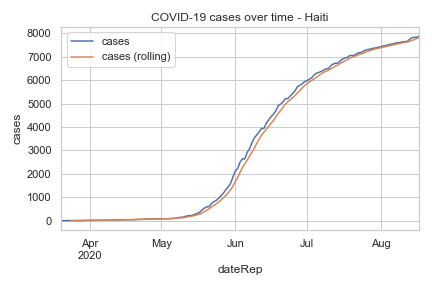 COVID-19 cases over time - Haiti
cases
cases (rolling)
8000
7000
6000
5000
4000
3000
2000
1000
0
cases
Apr
2020
May
Jun
Jul
Aug
dateRep